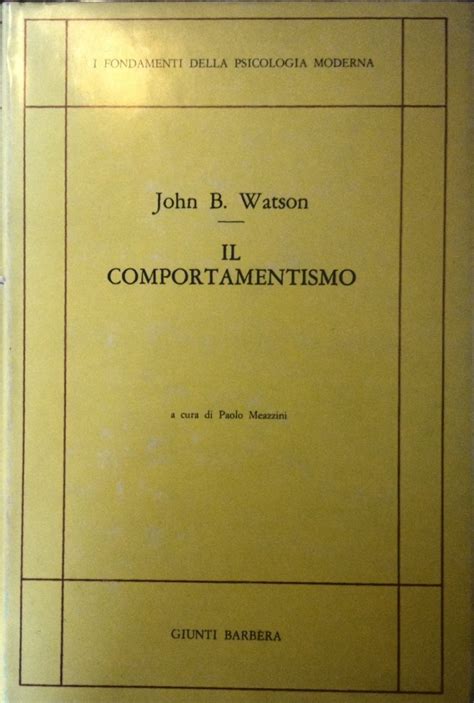 I FONDAMENTI DELLA PSICOLOGIA MODERNA
John B. Watson
IL
COMPORTAMENTISMO
a cura di Paolo Meazzini
GIUNTI BARBÈRA